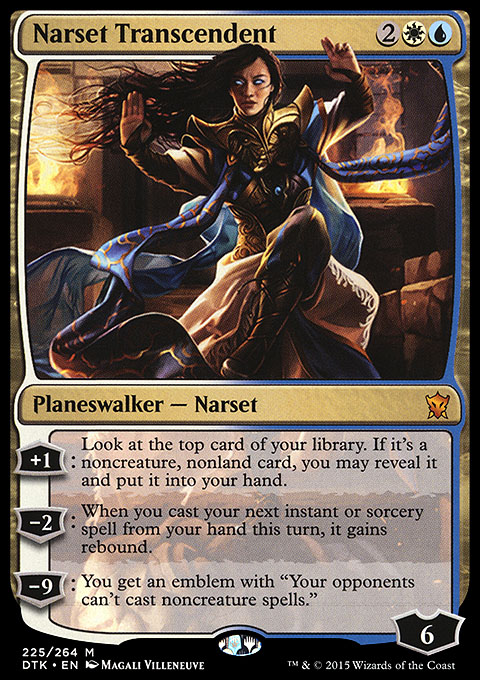 Narset Transcendent 2
Planeswalker — Narset
+1 : Look at the top card of your library. If it's a
noncreature, nonland card, you may reveal it
and put it into your hand.
−2 : When you cast your next instant or sorcery
spell from your hand this turn, it gains
rebound.
−9 : You get an emblem with “Your opponents
can't cast noncreature spells.”
6
225/264 M
DTK • EN Magali Villeneuve
™ & © 2015 Wizards of the Coast